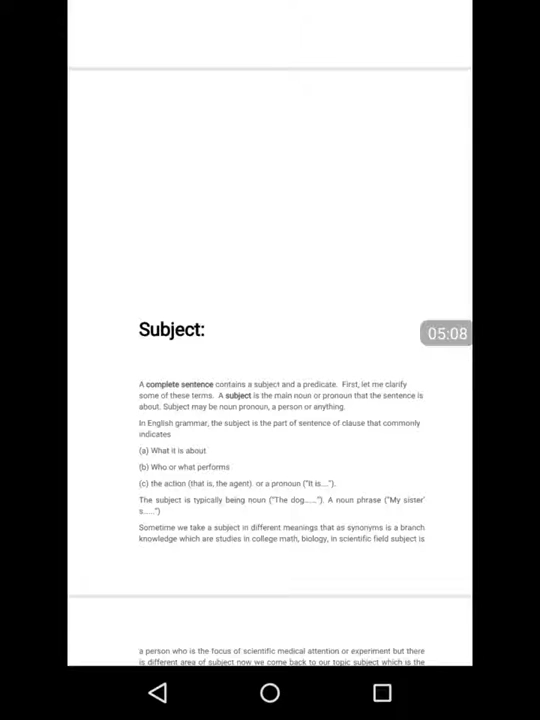 Subject:
05:08
A complete sentence contains a subject and a predicate. First, let me clarify
some of these terms. A subject is the main noun or pronoun that the sentence is
about. Subject may be noun pronoun, a person or anything.
In English grammar, the subject is the part of sentence of clause that commonly
indicates
(a) What it is about
(b) Who or what performs
(c) the action (that is, the agent) or a pronoun ("It is....").
The subject is typically being noun ("The dog......"). A noun phrase ("My sister'
s......")
Sometime we take a subject in different meanings that as synonyms is a branch
knowledge which are studies in college math, biology, in scientific field subject is
a person who is the focus of scientific medical attention or experiment but there
is different area of subject now we come back to our topic subject which is the